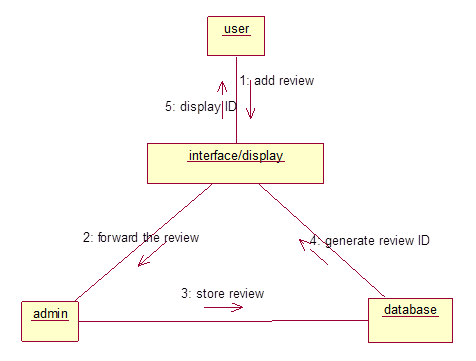 user
1: add review
5: display ID
interface/display
2: forward the review
4: generate review ID
3: store review
admin
database